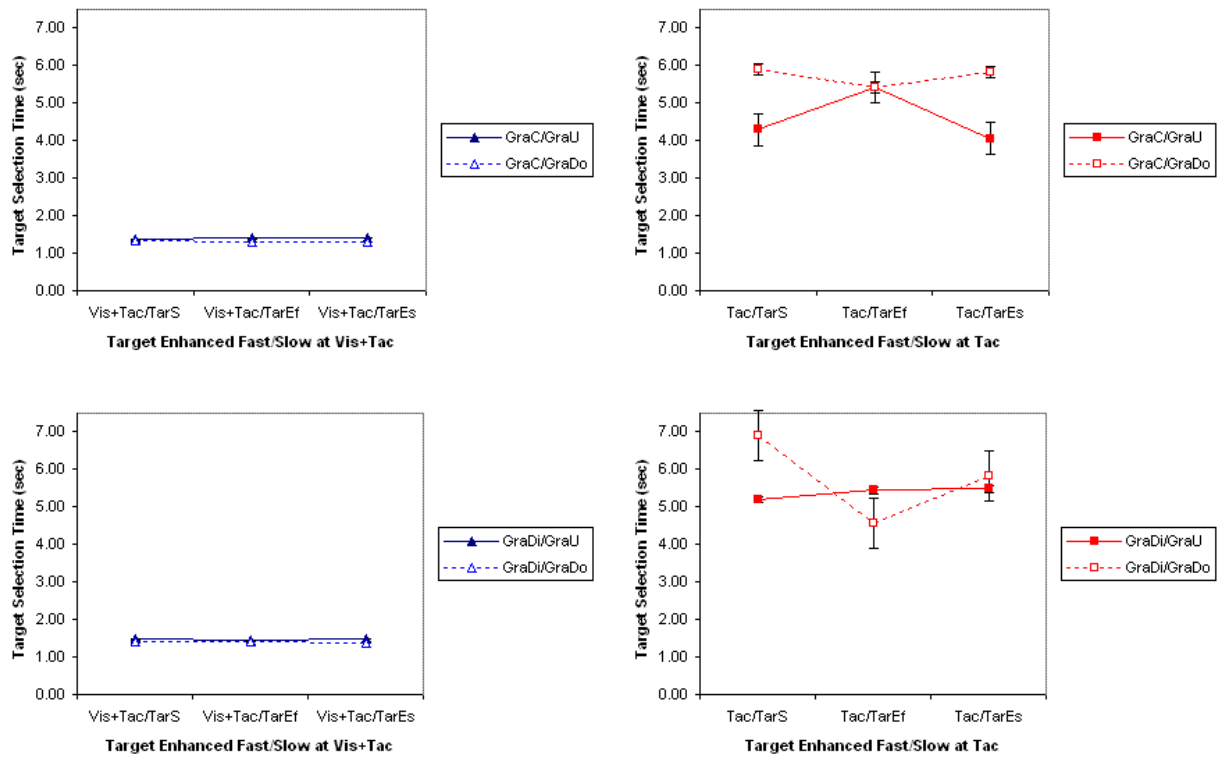 7.00
6.00
5.00
4.00
3.00
2.00
1.00
0.00
Target Selection Time (sec)
Vis+Tac/TarS Vis+Tac/TarEf Vis+Tac/TarEs
Target Enhanced Fast/Slow at Vis+Tac
GraC/GraU
GraC/GraDo
7.00
6.00
5.00
4.00
3.00
2.00
1.00
0.00
Target Selection Time (sec)
Tac/TarS Tac/TarEf Tac/TarEs
Target Enhanced Fast/Slow at Tac
GraC/GraU
GraC/GraDo
7.00
6.00
5.00
4.00
3.00
2.00
1.00
0.00
Target Selection Time (sec)
Vis+Tac/TarS Vis+Tac/TarEf Vis+Tac/TarEs
Target Enhanced Fast/Slow at Vis+Tac
GraDi/GraU
GraDi/GraDo
7.00
6.00
5.00
4.00
3.00
2.00
1.00
0.00
Target Selection Time (sec)
Tac/TarS Tac/TarEf Tac/TarEs
Target Enhanced Fast/Slow at Tac
GraDi/GraU
GraDi/GraDo